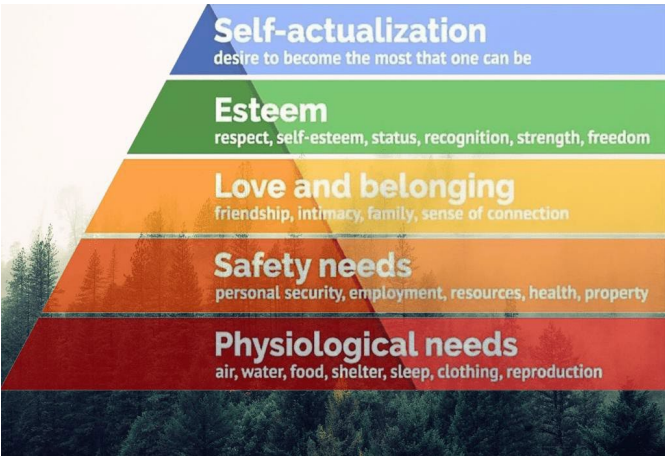 Self-actualization
desire to become the most that one can be
Esteem
respect, self-esteem, status, recognition, strength, freedom
Love and belonging
friendship, intimacy, family, sense of connection
Safety needs
personal security, employment, resources, health, property
Physiological needs
air, water, food, shelter, sleep, clothing, reproduction